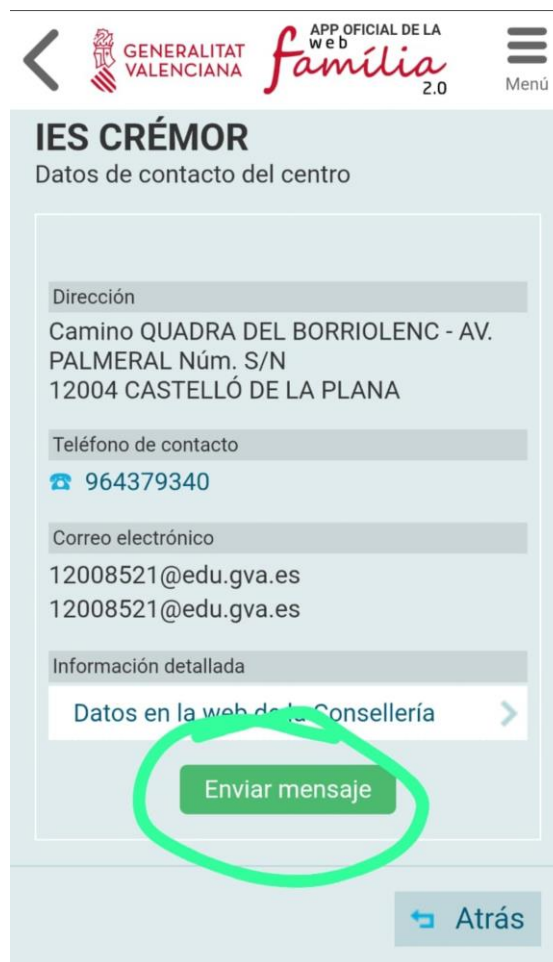 GENERALITAT
VALENCIANA
APP OFICIAL DE LA
web
família
2.0
Menú
IES CRÉMOR
Datos de contacto del centro
Dirección
Camino QUADRA DEL BORRIOLENC - AV.
PALMERAL Núm. S/N
12004 CASTELLÓ DE LA PLANA
Teléfono de contacto
964379340
Correo electrónico
12008521@edu.gva.es
12008521@edu.gva.es
Información detallada
Datos en la web de la Consellería
Enviar mensaje
Atrás